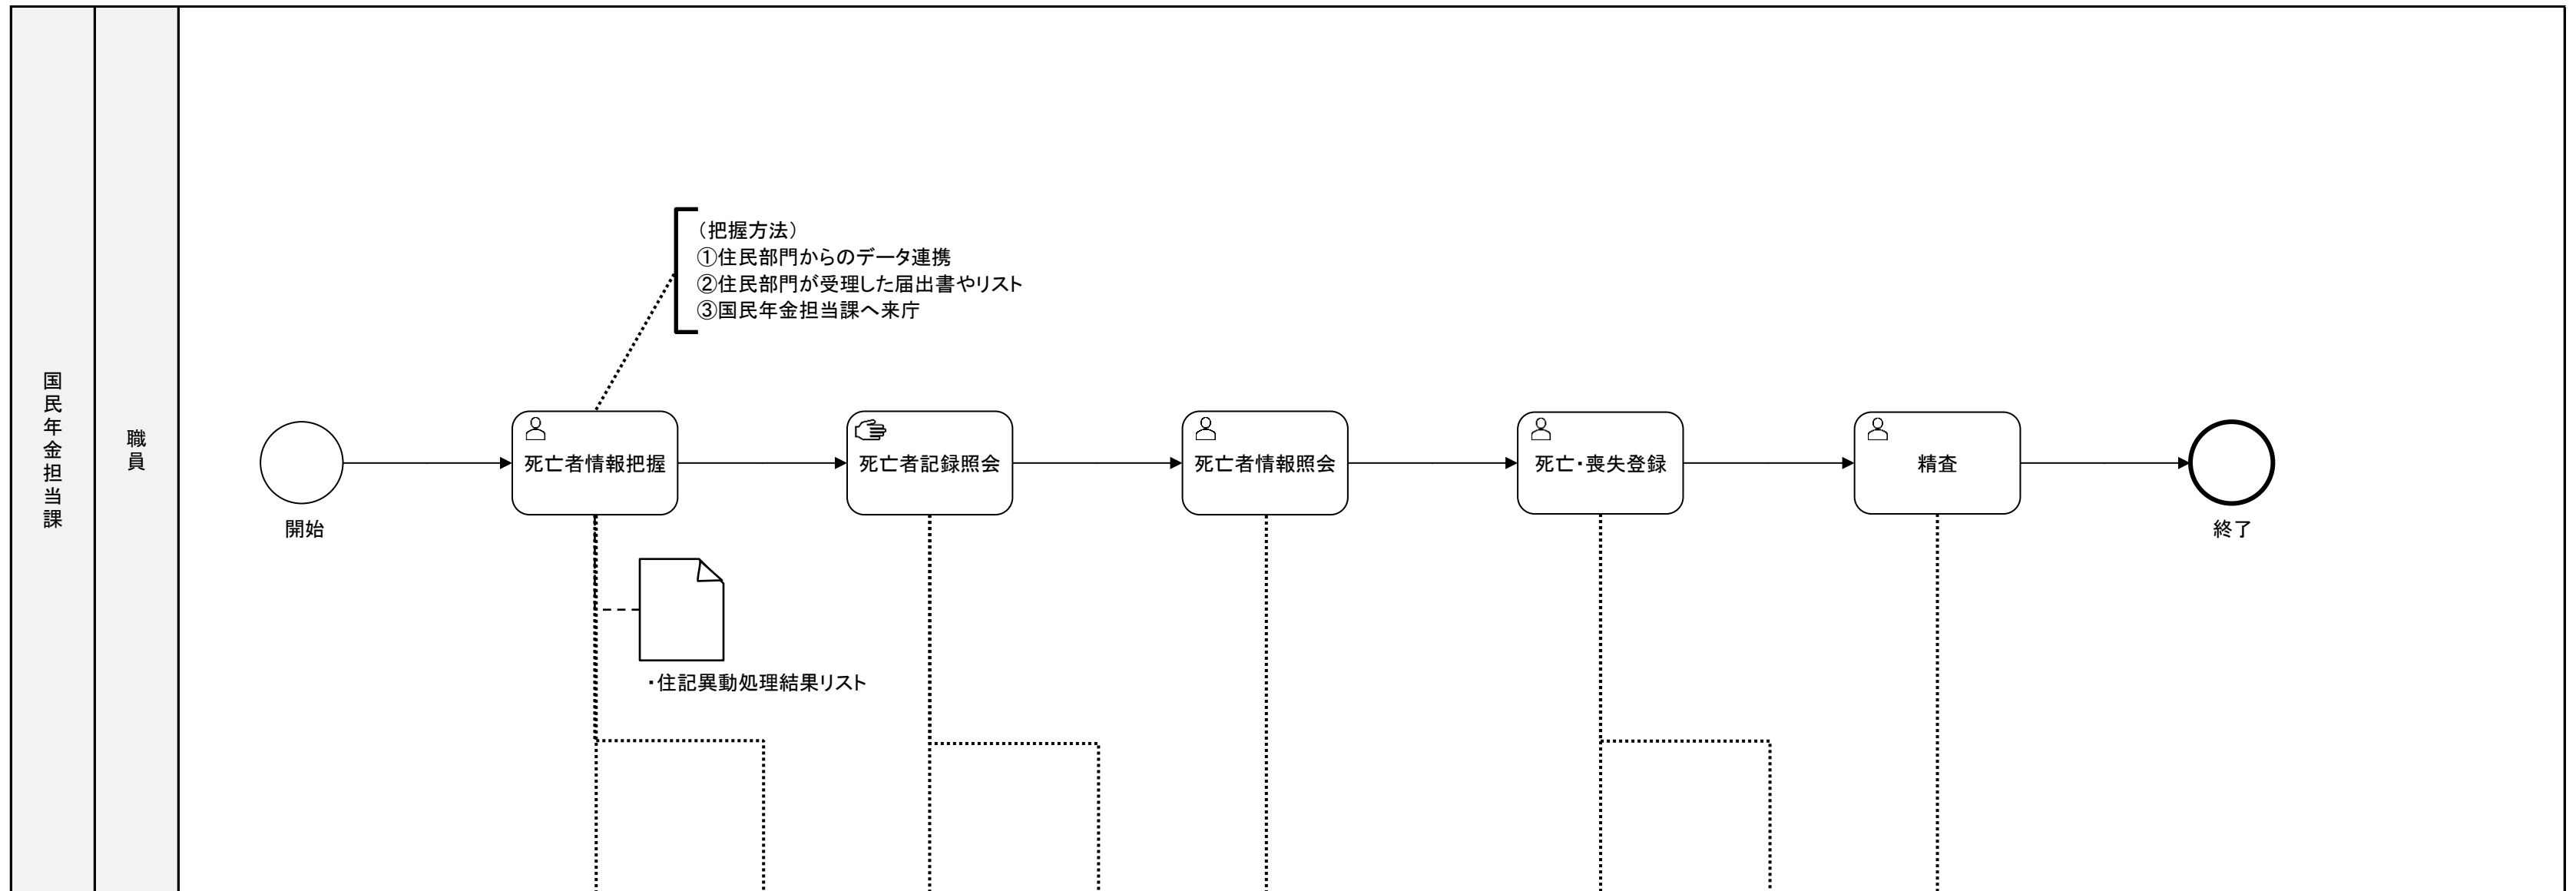 国民年金担当課
職員
（把握方法）
①住民部門からのデータ連携
②住民部門が受理した届出書やリスト
③国民年金担当課へ来庁
開始
死亡者情報把握
死亡者記録照会
死亡者情報照会
死亡・喪失登録
精査
終了
・住記異動処理結果リスト